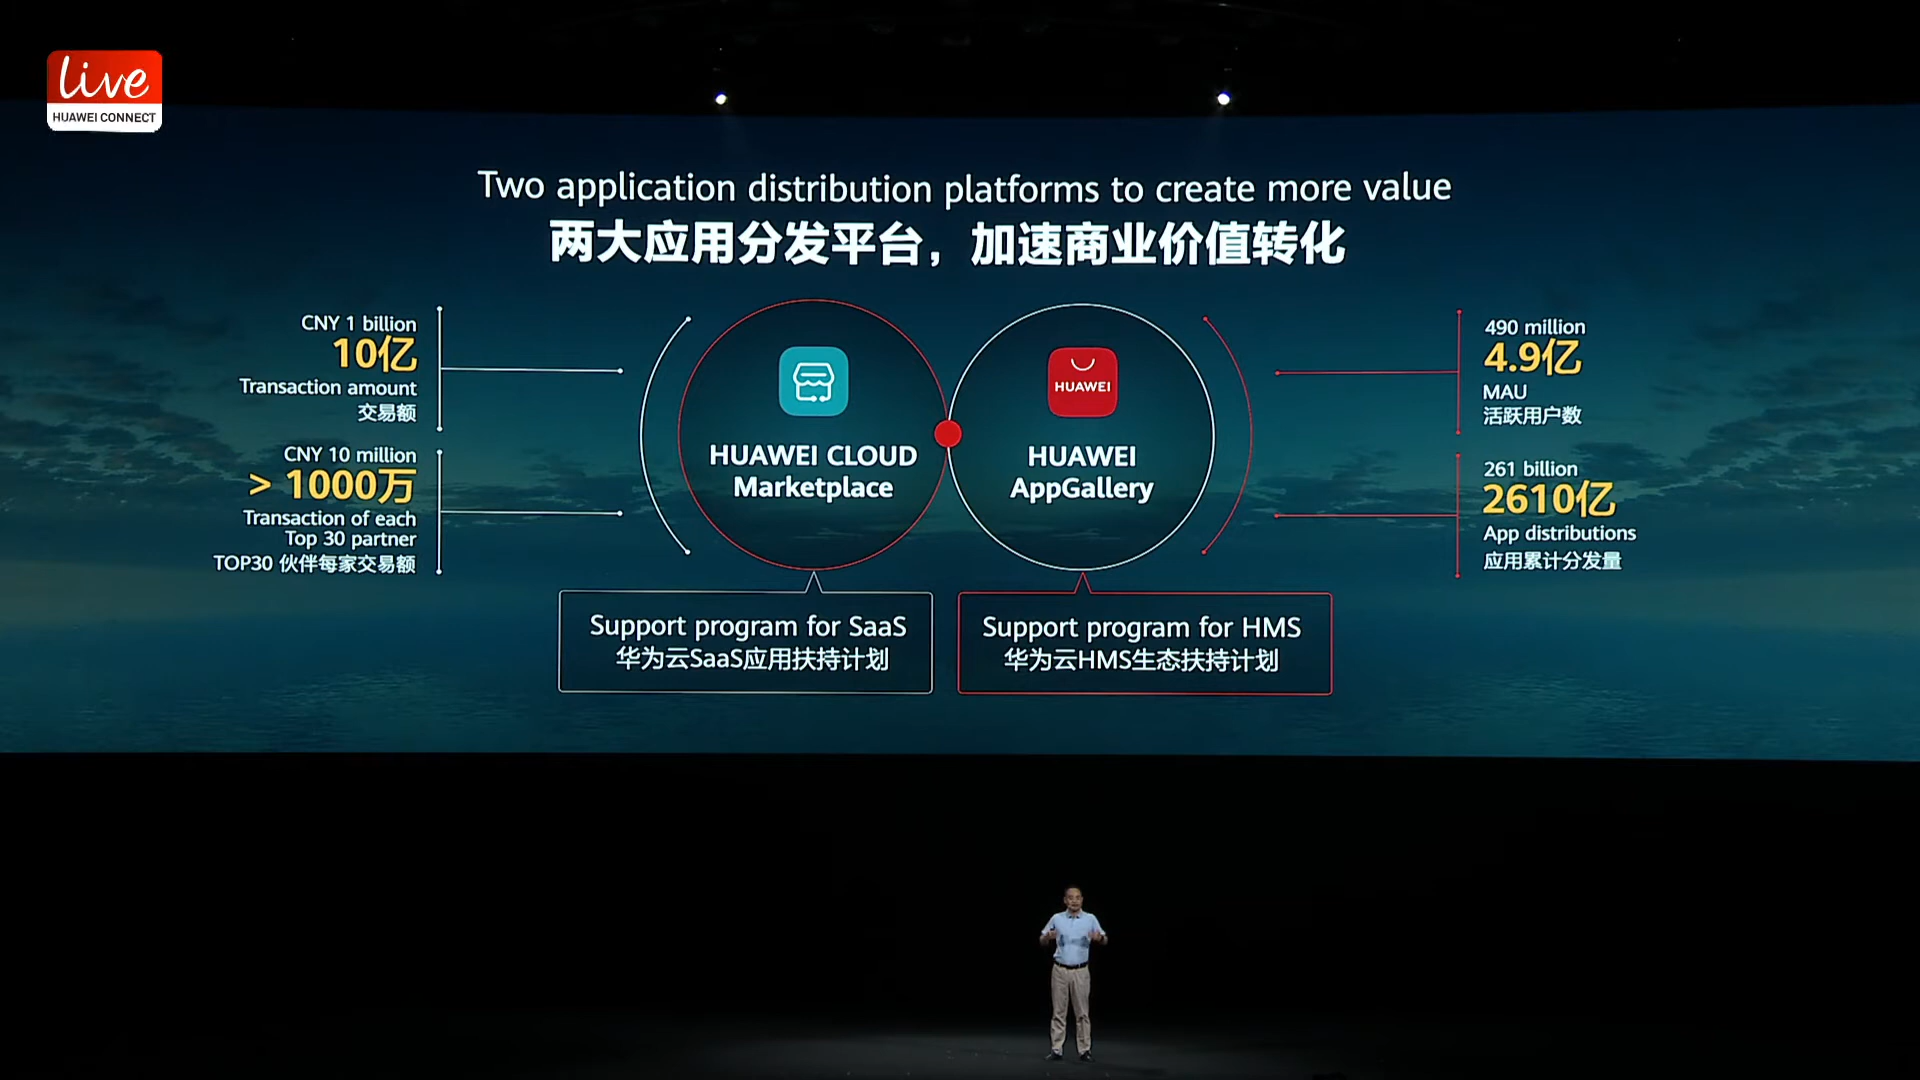 live
HUAWEI CONNECT
Two application distribution platforms to create more value
两大应用分发平台，加速商业价值转化
CNY 1 billion
10亿
Transaction amount
交易额
CNY 10 million
> 1000万
Transaction of each
Top 30 partner
TOP30 伙伴每家交易额
HUAWEI CLOUD
Marketplace
HUAWEI
HUAWEI
AppGallery
490 million
4.9亿
MAU
活跃用户数
261 billion
2610亿
App distributions
应用累计分发量
Support program for SaaS
华为云SaaS应用扶持计划
Support program for HMS
华为云HMS生态扶持计划